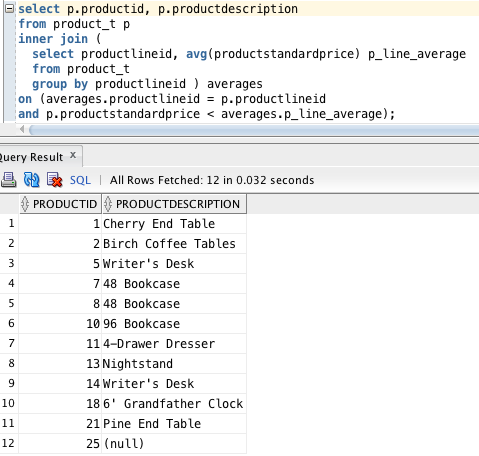 select p.productid, p.productdescription
from product_t p
inner join (
select productlineid, avg(productstandardprice) p_line_average
from product_t
group by productlineid ) averages
on (averages.productlineid = p.productlineid
and p.productstandardprice < averages.p_line_average);
Query Result x
SQL | All Rows Fetched: 12 in 0.032 seconds
PRODUCTID PRODUCTDESCRIPTION
1 1 Cherry End Table
2 2 Birch Coffee Tables
3 5 Writer's Desk
4 7 48 Bookcase
5 8 48 Bookcase
6 10 96 Bookcase
7 11 4-Drawer Dresser
8 13 Nightstand
9 14 Writer's Desk
10 18 6' Grandfather Clock
11 21 Pine End Table
12 25 (null)